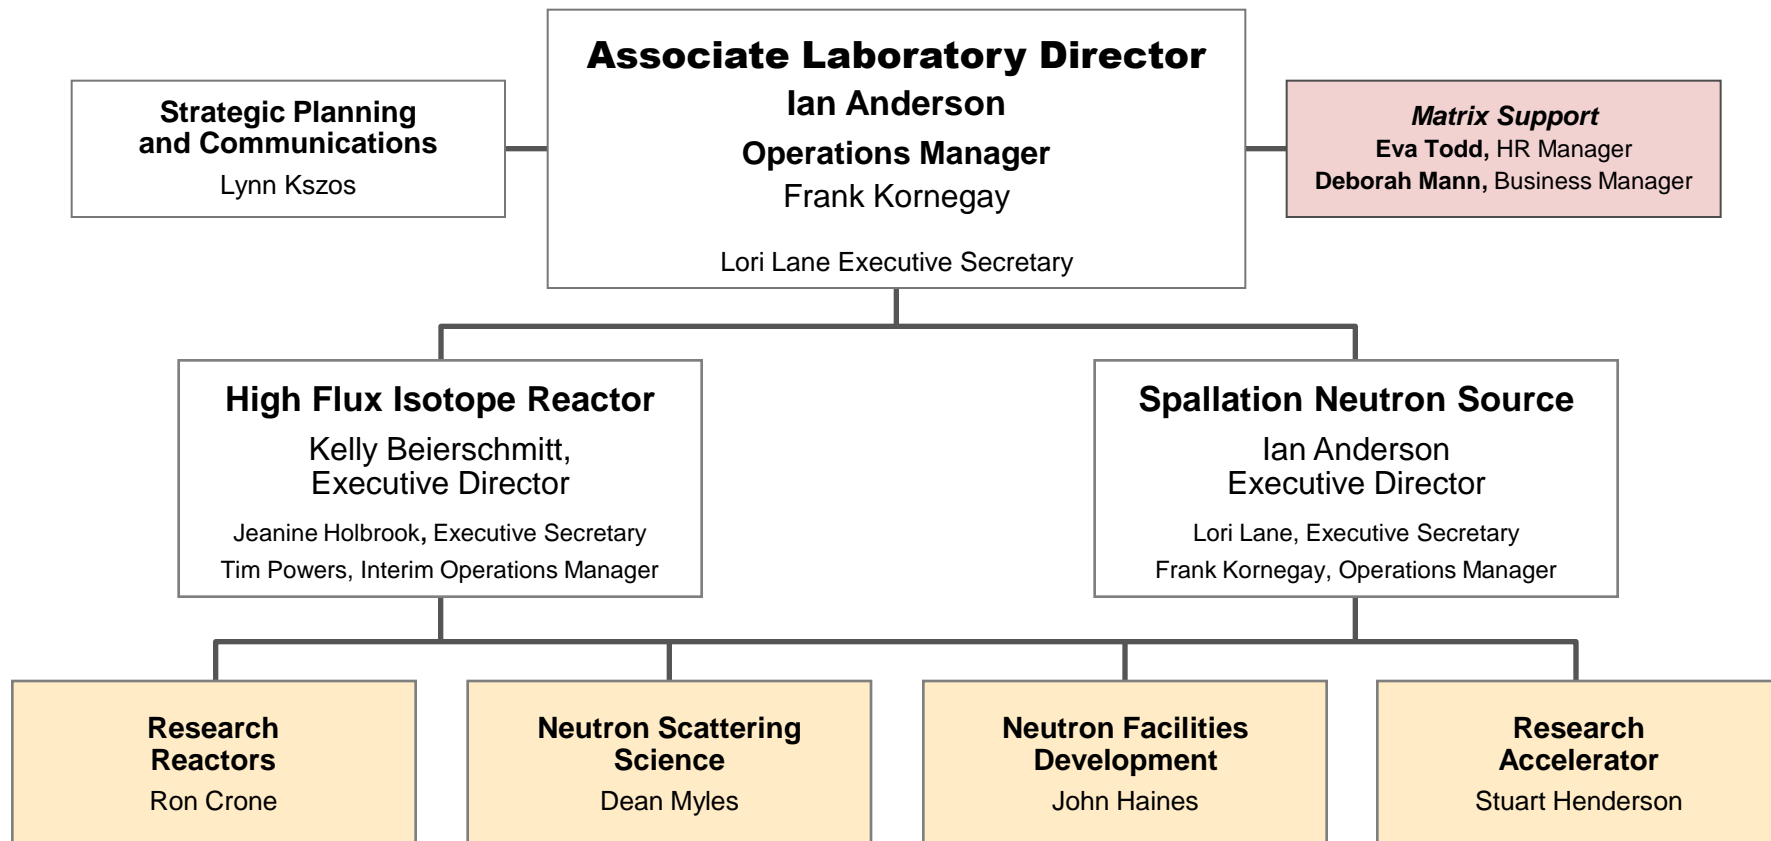 Associate Laboratory Director
Ian Anderson
Operations Manager
Frank Kornegay
Lori Lane Executive Secretary
Strategic Planning
and Communications
Lynn Kszos
Matrix Support
Eva Todd, HR Manager
Deborah Mann, Business Manager
High Flux Isotope Reactor
Kelly Beierschmitt,
Executive Director
Jeanine Holbrook, Executive Secretary
Tim Powers, Interim Operations Manager
Spallation Neutron Source
Ian Anderson
Executive Director
Lori Lane, Executive Secretary
Frank Kornegay, Operations Manager
Research
Reactors
Ron Crone
Neutron Scattering
Science
Dean Myles
Neutron Facilities
Development
John Haines
Research
Accelerator
Stuart Henderson